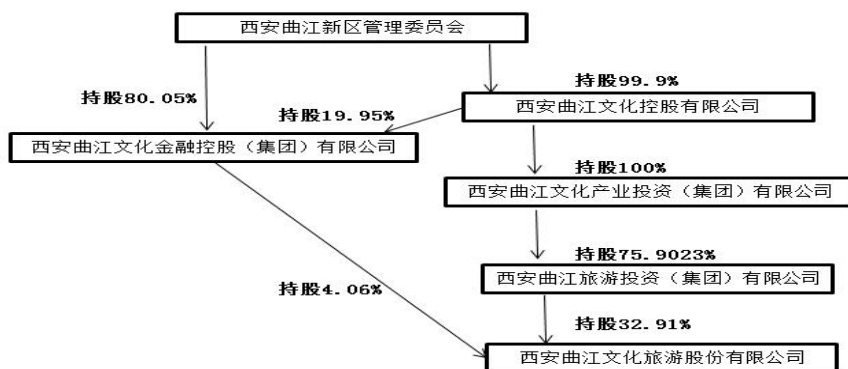 西安曲江新区管理委员会
持股80.05%
持股99.9%
持股19.95%
西安曲江文化控股有限公司
西安曲江文化金融控股（集团）有限公司
持股100%
西安曲江文化产业投资（集团）有限公司
持股75.9023%
西安曲江旅游投资（集团）有限公司
持股4.06%
持股32.91%
西安曲江文化旅游股份有限公司